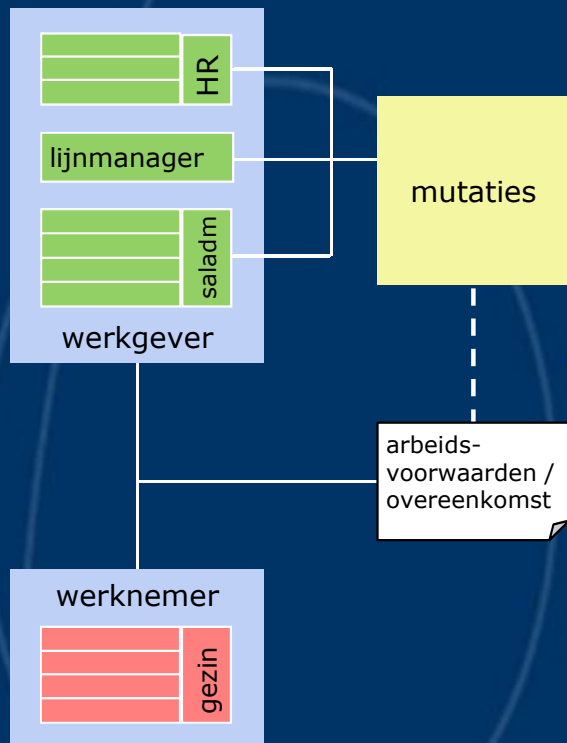 HR
lijnmanager
mutaties
saladm
werkgever
arbeids-
voorwaarden /
overeenkomst
werknemer
gezin